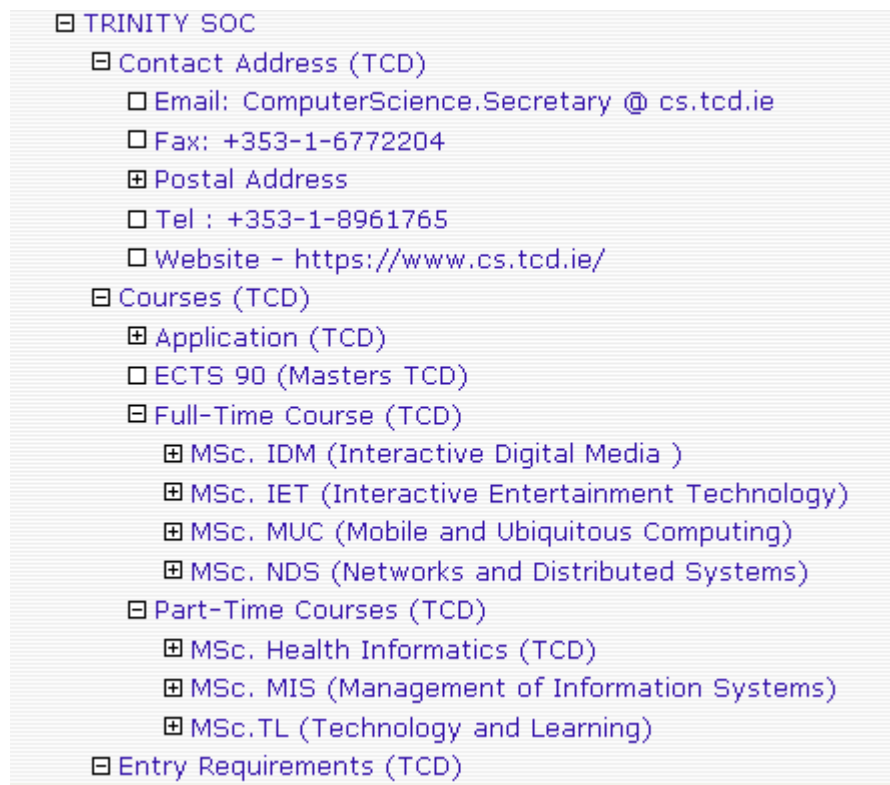 TRINITY SOC
Contact Address (TCD)
Email: ComputerScience.Secretary @ cs.tcd.ie
Fax: +353-1-6772204
Postal Address
Tel : +353-1-8961765
Website - https://www.cs.tcd.ie/
Courses (TCD)
Application (TCD)
ECTS 90 (Masters TCD)
Full-Time Course (TCD)
MSc. IDM (Interactive Digital Media )
MSc. IET (Interactive Entertainment Technology)
MSc. MUC (Mobile and Ubiquitous Computing)
MSc. NDS (Networks and Distributed Systems)
Part-Time Courses (TCD)
MSc. Health Informatics (TCD)
MSc. MIS (Management of Information Systems)
MSc.TL (Technology and Learning)
Entry Requirements (TCD)